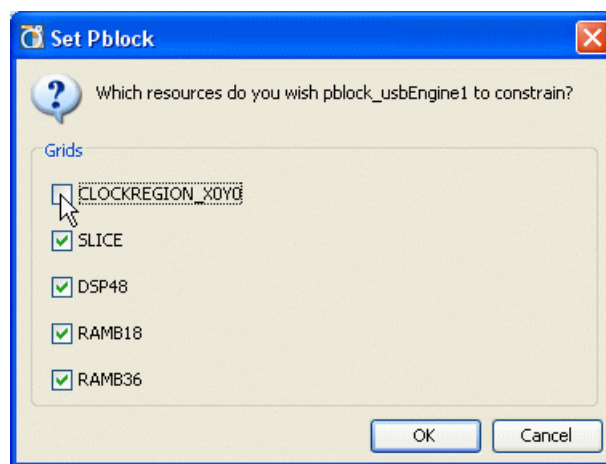 Set Pblock
Which resources do you wish pblock_usbEngine1 to constrain?
Grids
CLOCKREGION_X0Y0
SLICE
DSP48
RAMB18
RAMB36
OK Cancel